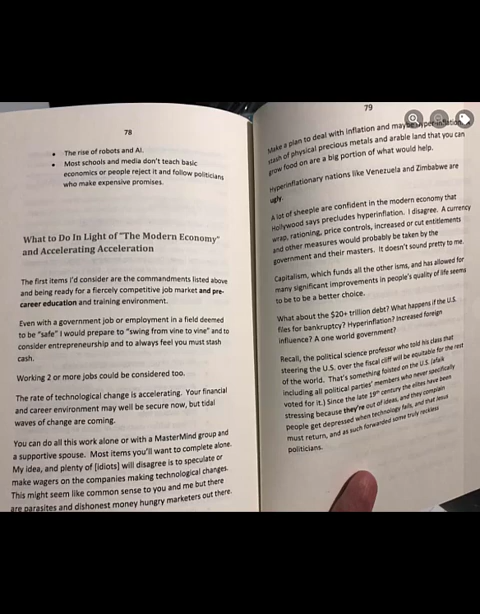 78
• The rise of robots and AI.
• Most schools and media don't teach basic
economics or people reject it and follow politicians
who make expensive promises.
What to Do In Light of "The Modern Economy"
and Accelerating Acceleration
The first items I'd consider are the commandments listed above
and being ready for a fiercely competitive job market and pre-
career education and training environment.
Even with a government job or employment in a field deemed
to be "safe" I would prepare to "swing from vine to vine" and to
consider entrepreneurship and to always feel you must stash
cash.
Working 2 or more jobs could be considered too.
The rate of technological change is accelerating. Your financial
and career environment may well be secure now, but tidal
waves of change are coming.
You can do all this work alone or with a MasterMind group and
a supportive spouse. Most items you'll want to complete alone.
My idea, and plenty of [idiots] will disagree is to speculate or
make wagers on the companies making technological changes.
This might seem like common sense to you and me but there
are parasites and dishonest money hungry marketers out there.
79
Make a plan to deal with inflation and maybe hyper-inflation.
stash of physical precious metals and arable land that you can
grow food on are a big portion of what would help.
Hyperinflationary nations like Venezuela and Zimbabwe are
ugly.
A lot of sheeple are confident in the modern economy that
Hollywood says precludes hyperinflation. I disagree. A currency
wrap, rationing, price controls, increased or cut entitlements
and other measures would probably be taken by the
government and their masters. It doesn't sound pretty to me.
Capitalism, which funds all the other isms, and has allowed for
many significant improvements in people's quality of life seems
to be to be a better choice.
What about the $20+ trillion debt? What happens if the U.S.
files for bankruptcy? Hyperinflation? Increased foreign
influence? A one world government?
Recall, the political science professor who told his class that
steering the U.S. over the fiscal cliff will be equitable for the rest
of the world. That's something foisted on the U.S. (afaik
including all political parties' members who never specifically
voted for it.) Since the late 19th century the elites have been
stressing because they're out of ideas, and they complain
people get depressed when technology fails, and that Jesus
must return, and as such forwarded some truly reckless
politicians.